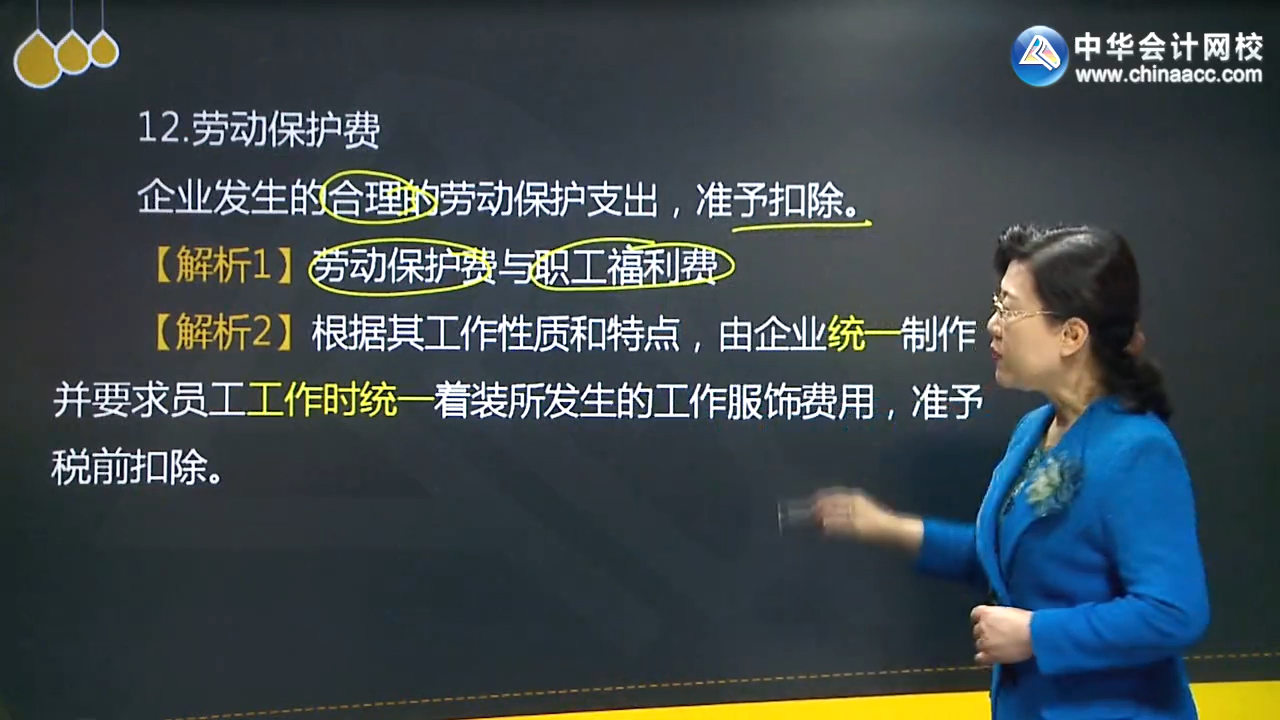 中华会计网校
www.chinaacc.com
12.劳动保护费
企业发生的合理的劳动保护支出，准予扣除。
【解析1】劳动保护费与职工福利费
【解析2】根据其工作性质和特点，由企业统一制作
并要求员工工作时统一着装所发生的工作服饰费用，准予
税前扣除。